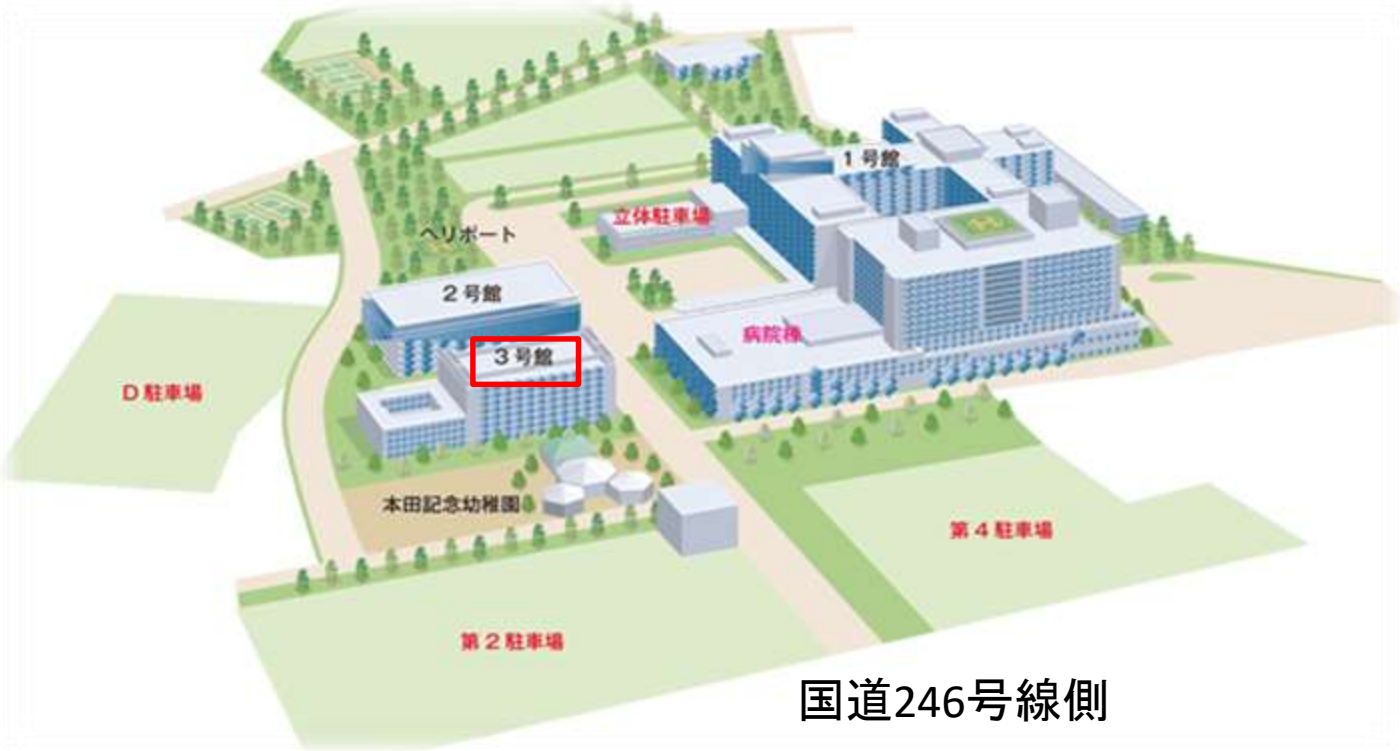 1号館
立体駐車場
ヘリポート
2号館
病院棟
3号館
D駐車場
本田記念幼稚園
第4駐車場
第2駐車場
国道246号線側
H